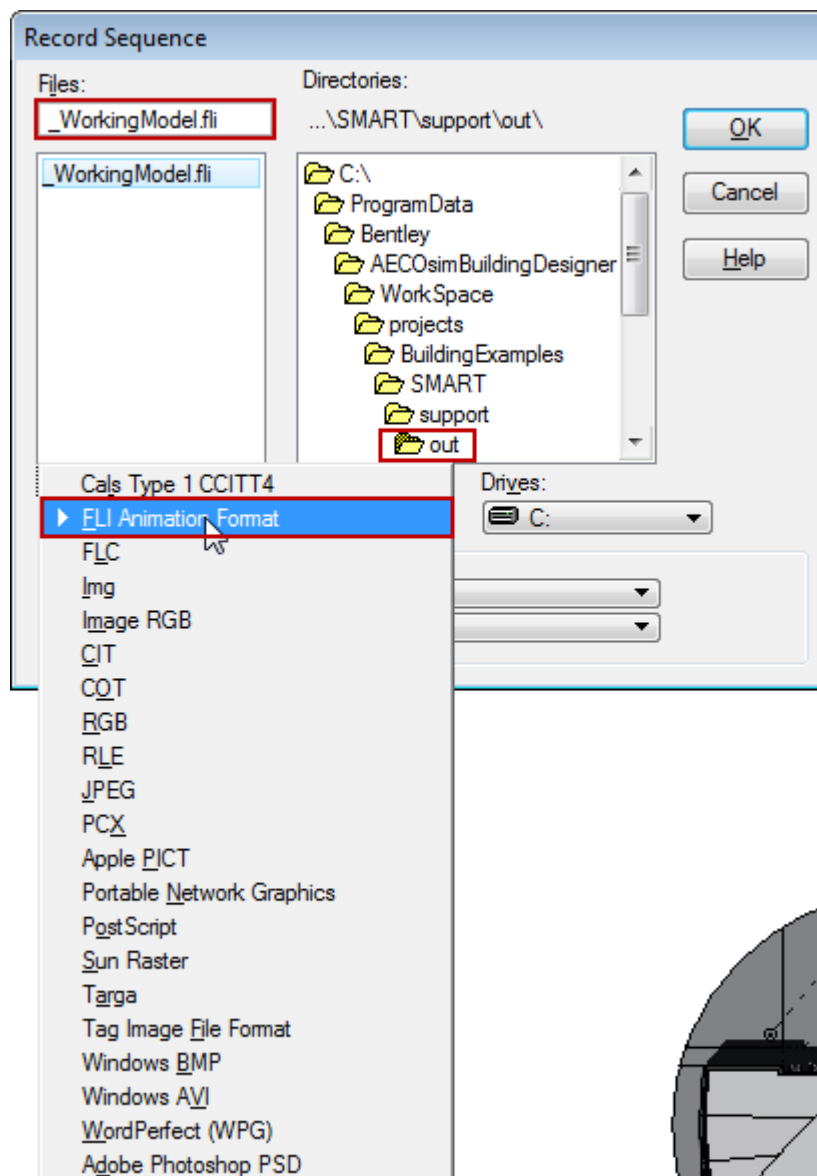 Record Sequence
Files:
Directories:
_WorkingModel.fli
...\SMART\support\out\
OK
_WorkingModel.fli
C:\
Cancel
ProgramData
Bentley
AECOsimBuildingDesigner
Help
WorkSpace
projects
BuildingExamples
SMART
support
out
Cals Type 1 CCITT4
Drives:
FLI Animation Format
C:
FLC
Img
Image RGB
CIT
COT
RGB
RLE
JPEG
PCX
Apple PICT
Portable Network Graphics
PostScript
Sun Raster
Targa
Tag Image File Format
Windows BMP
Windows AVI
WordPerfect (WPG)
Adobe Photoshop PSD